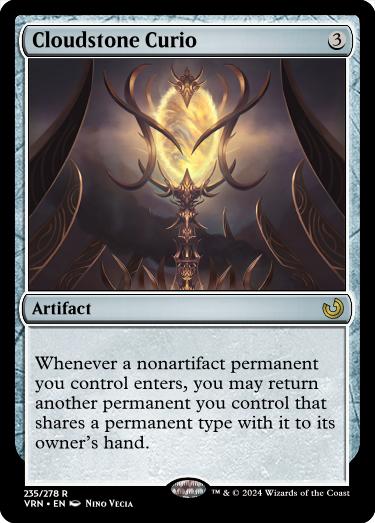 Cloudstone Curio 3
Artifact
Whenever a nonartifact permanent
you control enters, you may return
another permanent you control that
shares a permanent type with it to its
owner's hand.
235/278 R
VRN • EN Nino Vecia
™ & © 2024 Wizards of the Coast